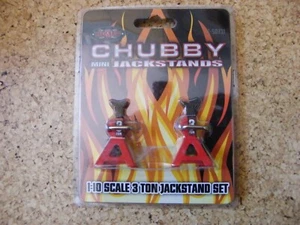 CHUBBY
MINI JACKSTANDS
1:10 SCALE 3 TON JACKSTAND SET